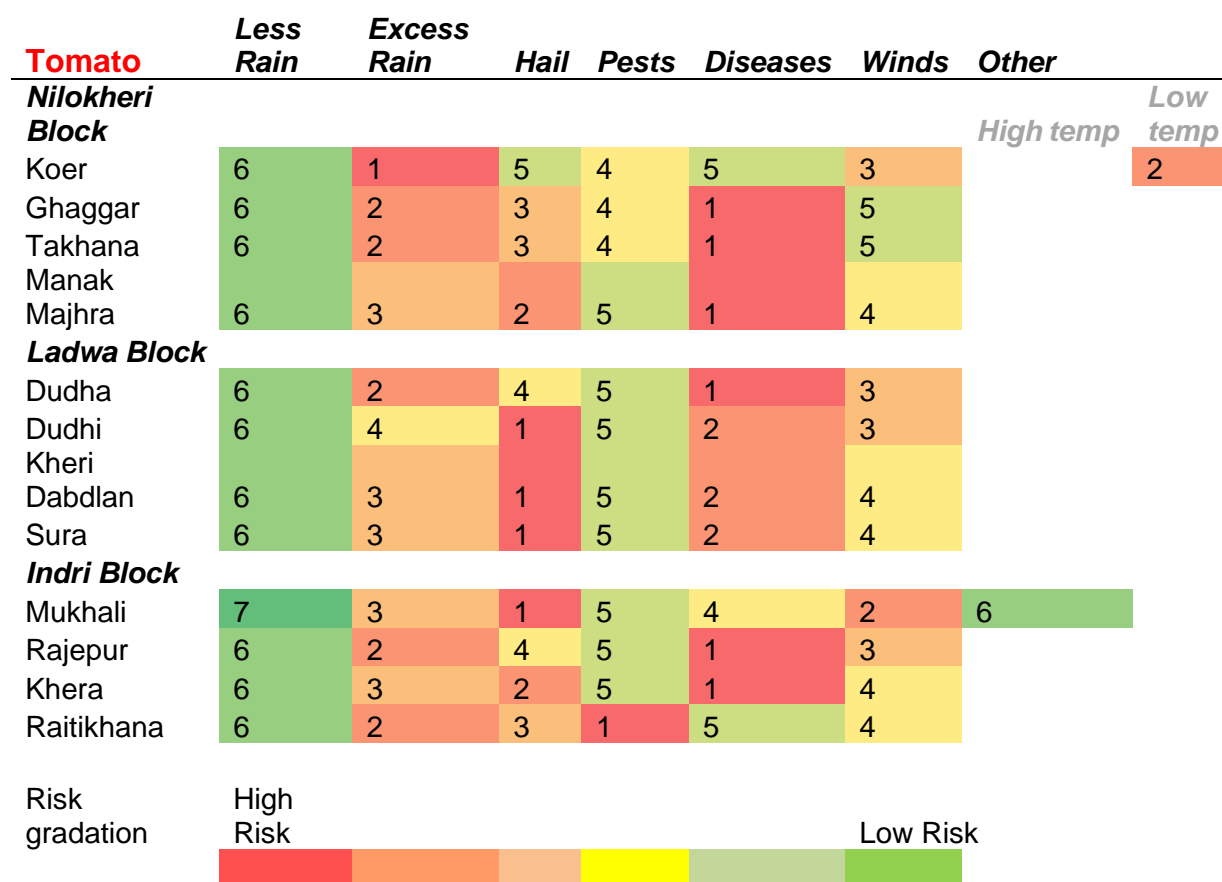 Tomato Less Rain Excess Rain Hail Pests Diseases Winds Other
Nilokheri Block High temp Low temp
Koer 6 1 5 4 5 3 2
Ghaggar 6 2 3 4 1 5
Takhana 6 2 3 4 1 5
Manak Majhra 6 3 2 5 1 4
Ladwa Block
Dudha 6 2 4 5 1 3
Dudhi 6 4 1 5 2 3
Kheri Dabdlan 6 3 1 5 2 4
Sura 6 3 1 5 2 4
Indri Block
Mukhali 7 3 1 5 4 2 6
Rajepur 6 2 4 5 1 3
Khera 6 3 2 5 1 4
Raitikhana 6 2 3 1 5 4
Risk gradation High Risk Low Risk